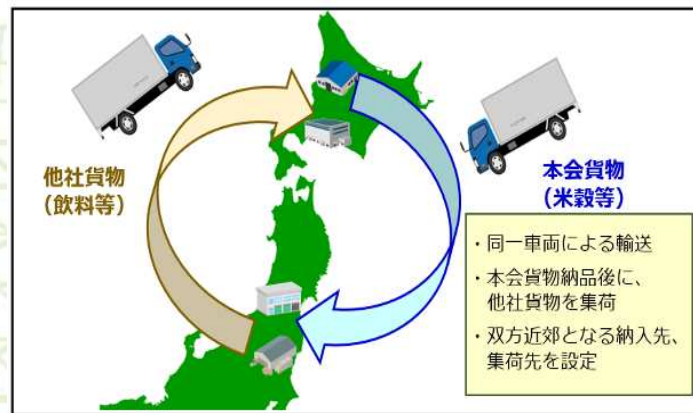 他社貨物
（飲料等）
本会貨物
（米穀等）
・同一車両による輸送
・本会貨物納品後に、
他社貨物を集荷
・双方近郊となる納入先、
集荷先を設定